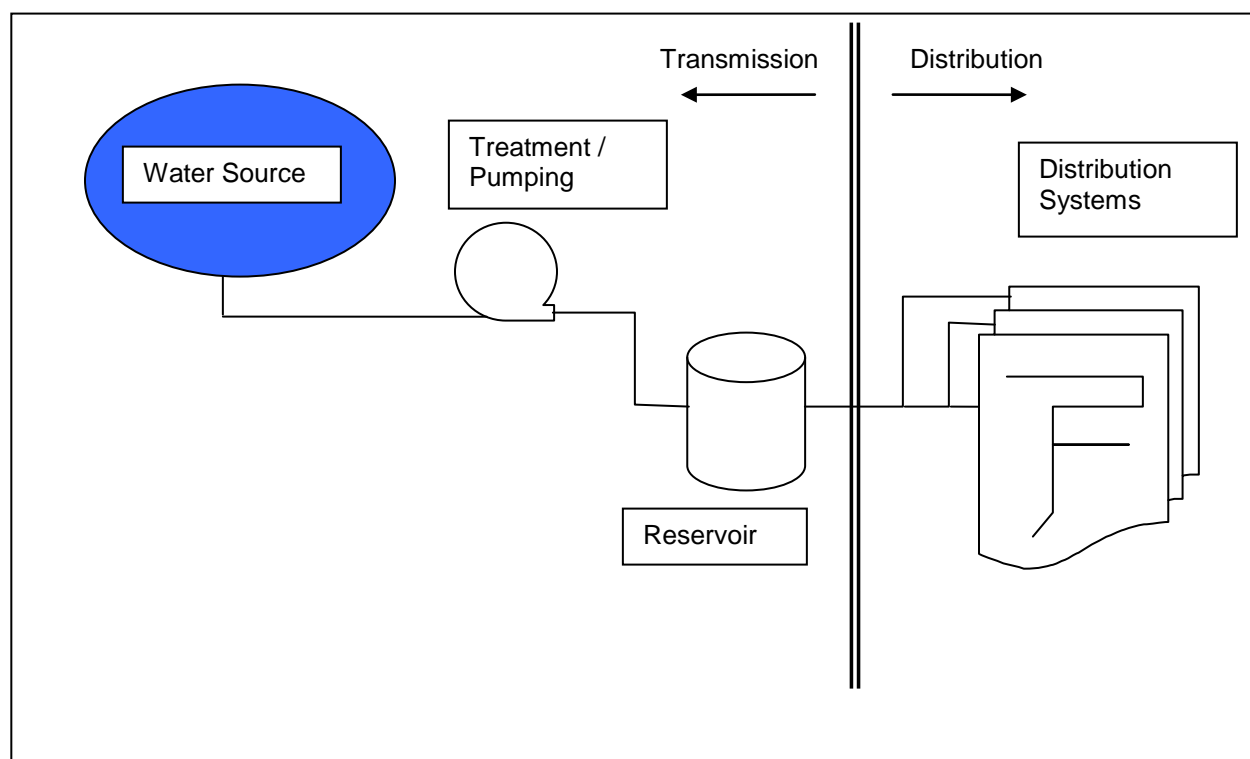 Transmission
Distribution
Water Source
Treatment /
Pumping
Distribution
Systems
Reservoir